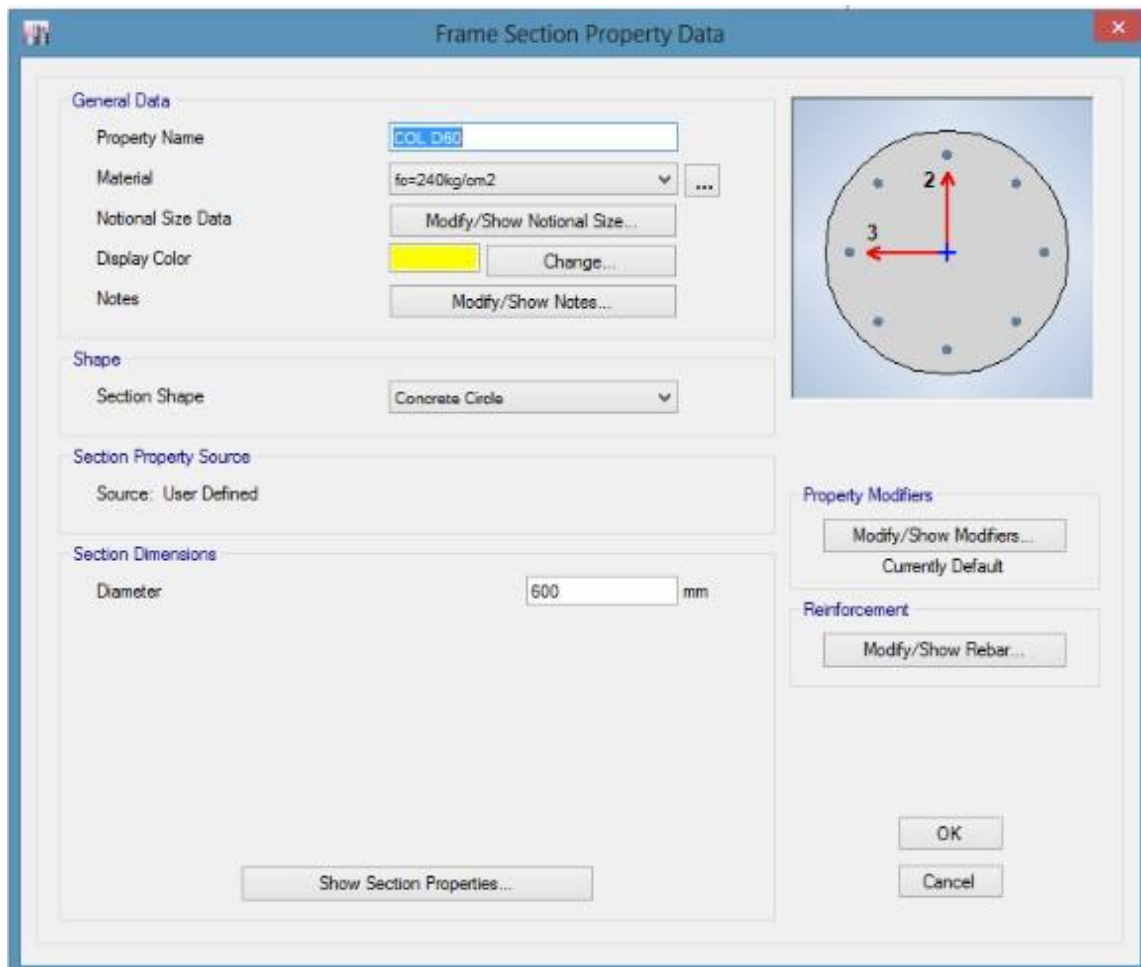 Frame Section Property Data
General Data
Property Name COL D60
Material fc=240kg/cm2 ...
Notional Size Data Modify/Show Notional Size...
Display Color Change...
Notes Modify/Show Notes...
2
3
Shape
Section Shape Concrete Circle
Section Property Source
Source: User Defined
Property Modifiers
Modify/Show Modifiers...
Currently Default
Section Dimensions
Diameter 600 mm
Reinforcement
Modify/Show Rebar...
OK
Show Section Properties...
Cancel